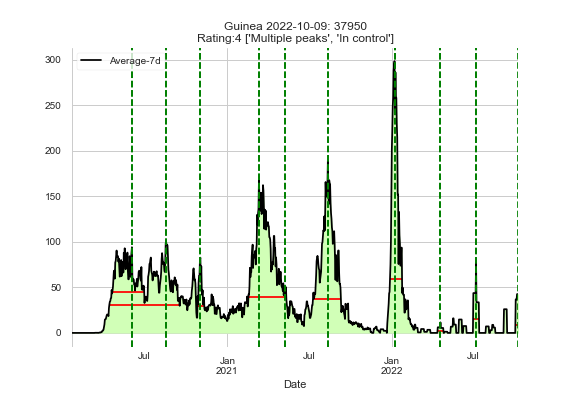 Guinea 2022-10-09: 37950
Rating:4 ['Multiple peaks', 'In control']
Average-7d
300
250
200
150
100
50
0
Jul
Jan
2021
Jul
Jan
2022
Jul
Date